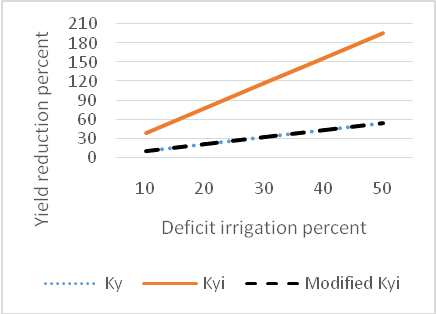 Yield reduction percent
210
180
150
120
90
60
30
0
10 20 30 40 50
Deficit irrigation percent
Ky Kyi Modified Kyi